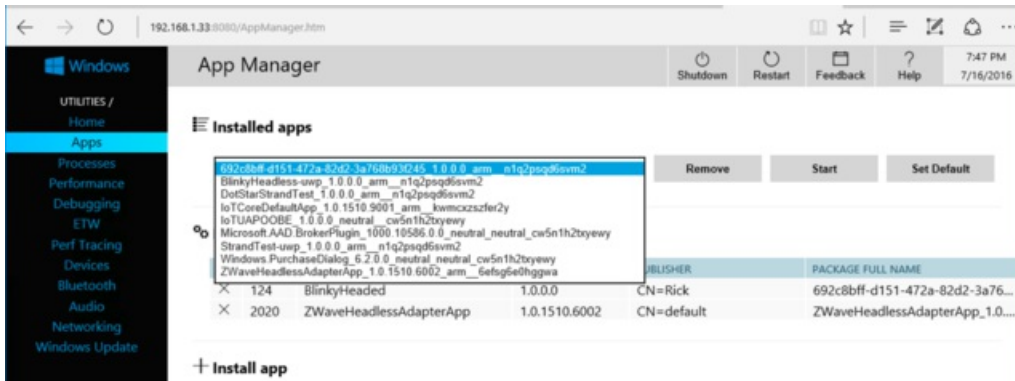 192.168.1.33:8080/AppManager.htm
Windows
App Manager
Shutdown
Restart
Feedback
Help
7:47 PM
7/16/2016
UTILITIES /
Home
Apps
Processes
Performance
Debugging
ETW
Perf Tracing
Devices
Bluetooth
Audio
Networking
Windows Update
Installed apps
692c8bff-d151-472a-82d2-3a768b93f245_1.0.0.0_arm__n1q2psqd6svm2
BlinkyHeadless-uwp_1.0.0.0_arm__n1q2psqd6svm2
DotStarStrandTest_1.0.0.0_arm__n1q2psqd6svm2
IoTCoreDefaultApp_1.0.1510.9001_arm__kwmcxzszfer2y
IoTUAPOOBE_1.0.0.0_neutral__cw5n1h2txyewy
Microsoft.AAD.BrokerPlugin_1000.10586.0.0_neutral_neutral_cw5n1h2txyewy
StrandTest-uwp_1.0.0.0_arm__n1q2psqd6svm2
Windows.PurchaseDialog_6.2.0.0_neutral_neutral_cw5n1h2txyewy
ZWaveHeadlessAdapterApp_1.0.1510.6002_arm__6efsg6e0hggwa
Remove
Start
Set Default
UBLISHER PACKAGE FULL NAME
124 BlinkyHeaded 1.0.0.0 CN=Rick 692c8bff-d151-472a-82d2-3a76...
2020 ZWaveHeadlessAdapterApp 1.0.1510.6002 CN=default ZWaveHeadlessAdapterApp_1.0....
Install app